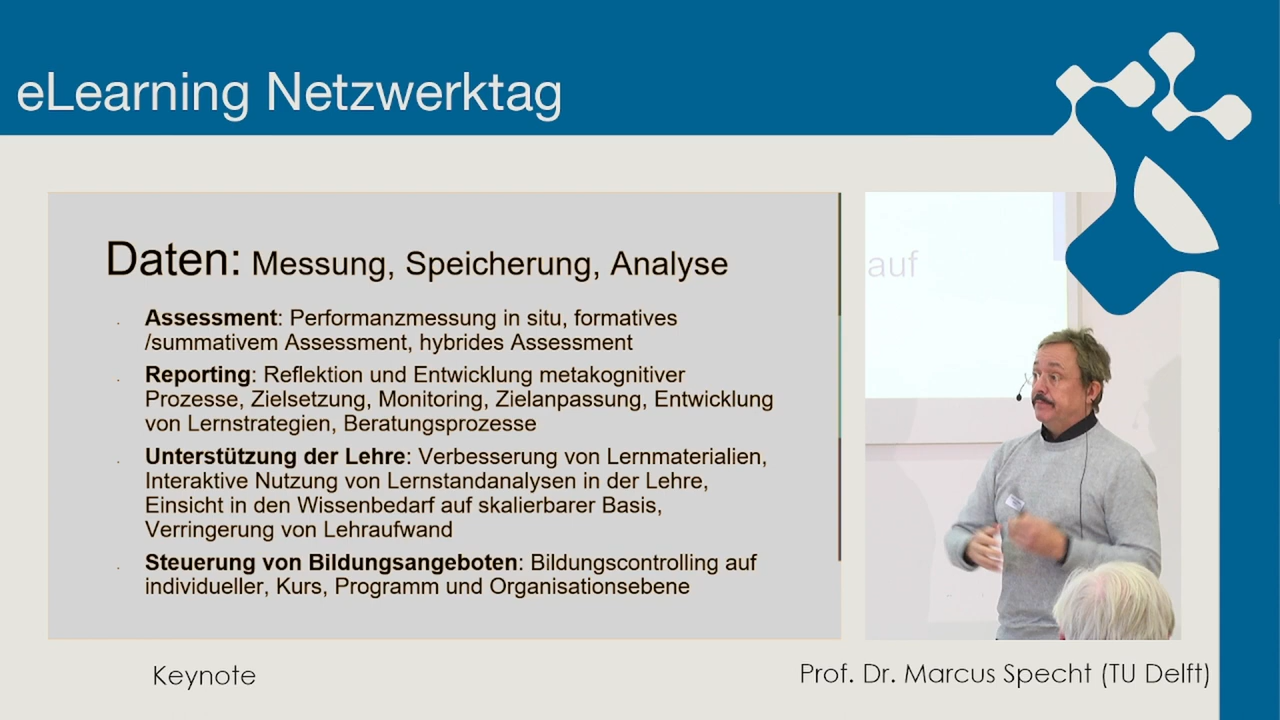 eLearning Netzwerktag
Daten: Messung, Speicherung, Analyse
Assessment: Performanzmessung in situ, formatives
/summativem Assessment, hybrides Assessment
Reporting: Reflektion und Entwicklung metakognitiver
Prozesse, Zielsetzung, Monitoring, Zielanpassung, Entwicklung
von Lernstrategien, Beratungsprozesse
Unterstützung der Lehre: Verbesserung von Lernmaterialien,
Interaktive Nutzung von Lernstandanalysen in der Lehre,
Einsicht in den Wissenbedarf auf skalierbarer Basis,
Verringerung von Lehraufwand
Steuerung von Bildungsangeboten: Bildungscontrolling auf
individueller, Kurs, Programm und Organisationsebene
auf
Keynote
Prof. Dr. Marcus Specht (TU Delft)